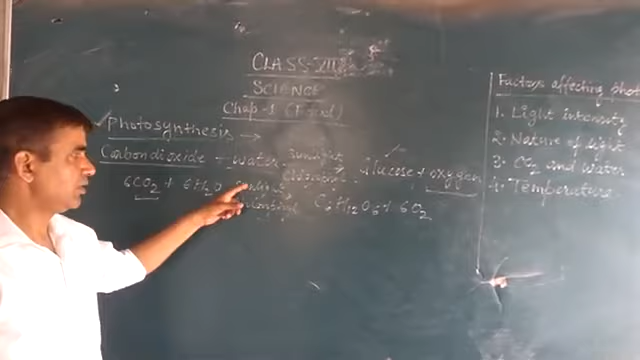 CLASS-VIII
SCIENCE
Chap-1 (Food)
Photosynthesis →
Carbondioxide + water sunlight Glucose + oxygen
6CO2 + 6H2O C6H12O6 + 6O2
Factors affecting
1. Light intensity
2. Nature of light
3. CO2 and water
4. Temperature